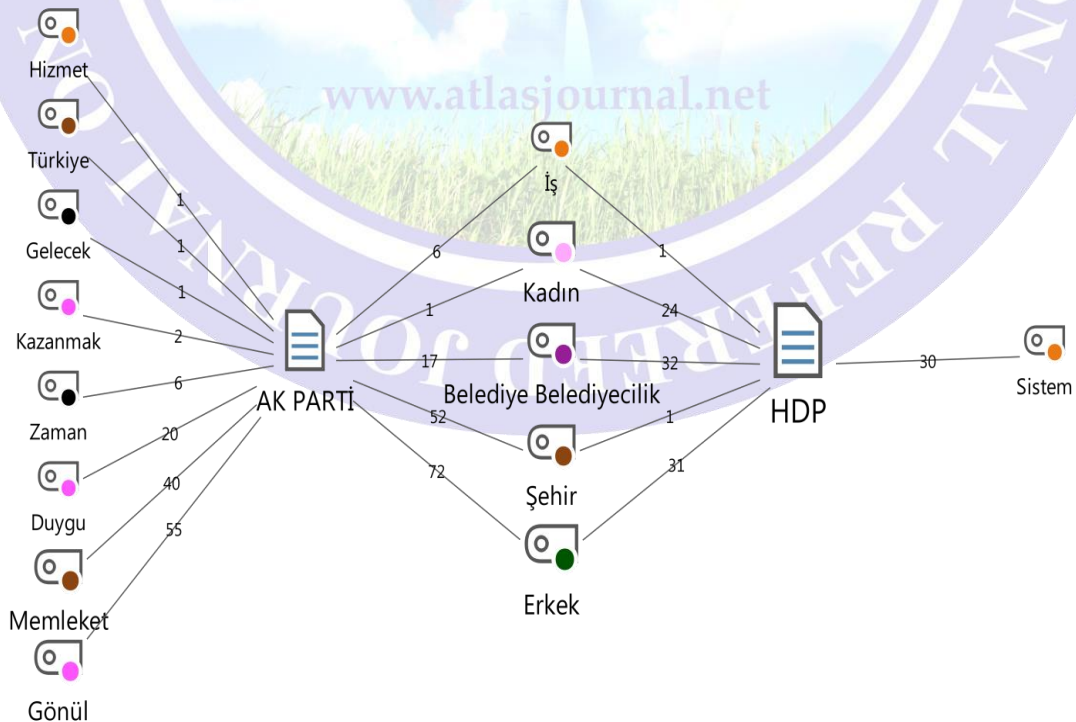 Hizmet
Türkiye
Gelecek
Kazanmak
Zaman
Duygu
Memleket
Gönül
1
1
1
2
6
20
40
55
AK PARTİ
6
1
17
52
72
www.atlasjournal.net
İş
Kadın
Belediye Belediyecilik
Şehir
Erkek
1
24
32
1
31
HDP
30
Sistem
REFEREED JOURNAL